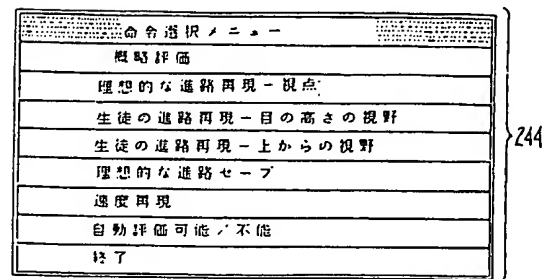 命令選択メニュー
概略評価
理想的な進路再現-視点
生徒の進路再現-目の高さの視野
生徒の進路再現-上からの視野
理想的な進路セーブ
速度再現
自動評価可能/不能
終了
244